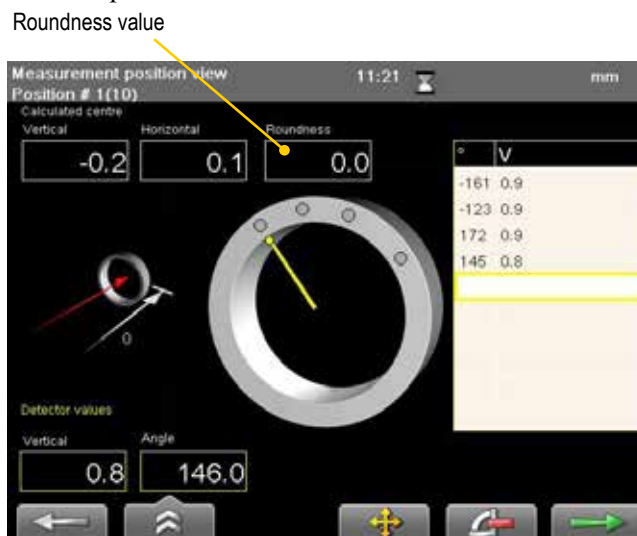 Roundness value
Measurement position view
11:21
mm
Position # 1(10)
Calculated centre
Vertical
Horizontal
Roundness
-0.2
0.1
0.0
° V
-161 0.9
-123 0.9
172 0.9
145 0.8
0
Detector values
Vertical
Angle
0.8
146.0